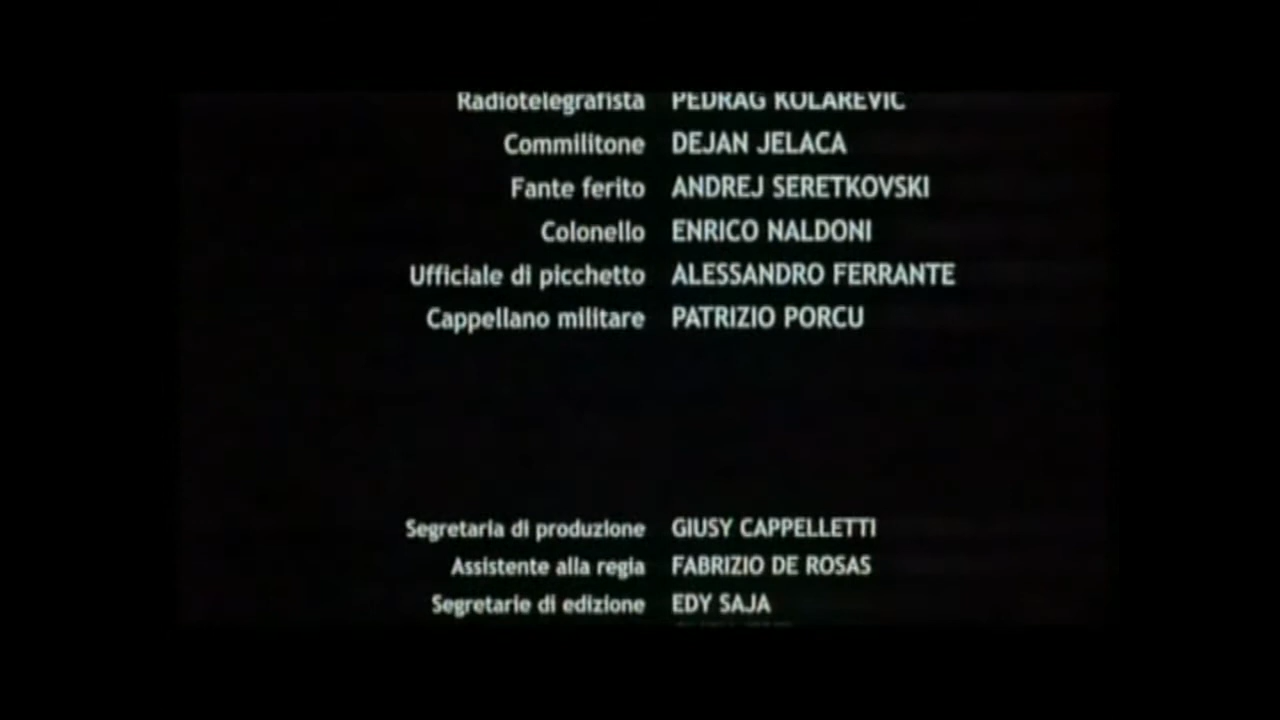 Radiotelegrafista PEDRAG KOLAREVIC
Commilitone DEJAN JELACA
Fante ferito ANDREJ SERETKOVSKI
Colonello ENRICO NALDONI
Ufficiale di picchetto ALESSANDRO FERRANTE
Cappellano militare PATRIZIO PORCU
Segretaria di produzione GIUSY CAPPELLETTI
Assistente alla regia FABRIZIO DE ROSAS
Segretarie di edizione EDY SAJA